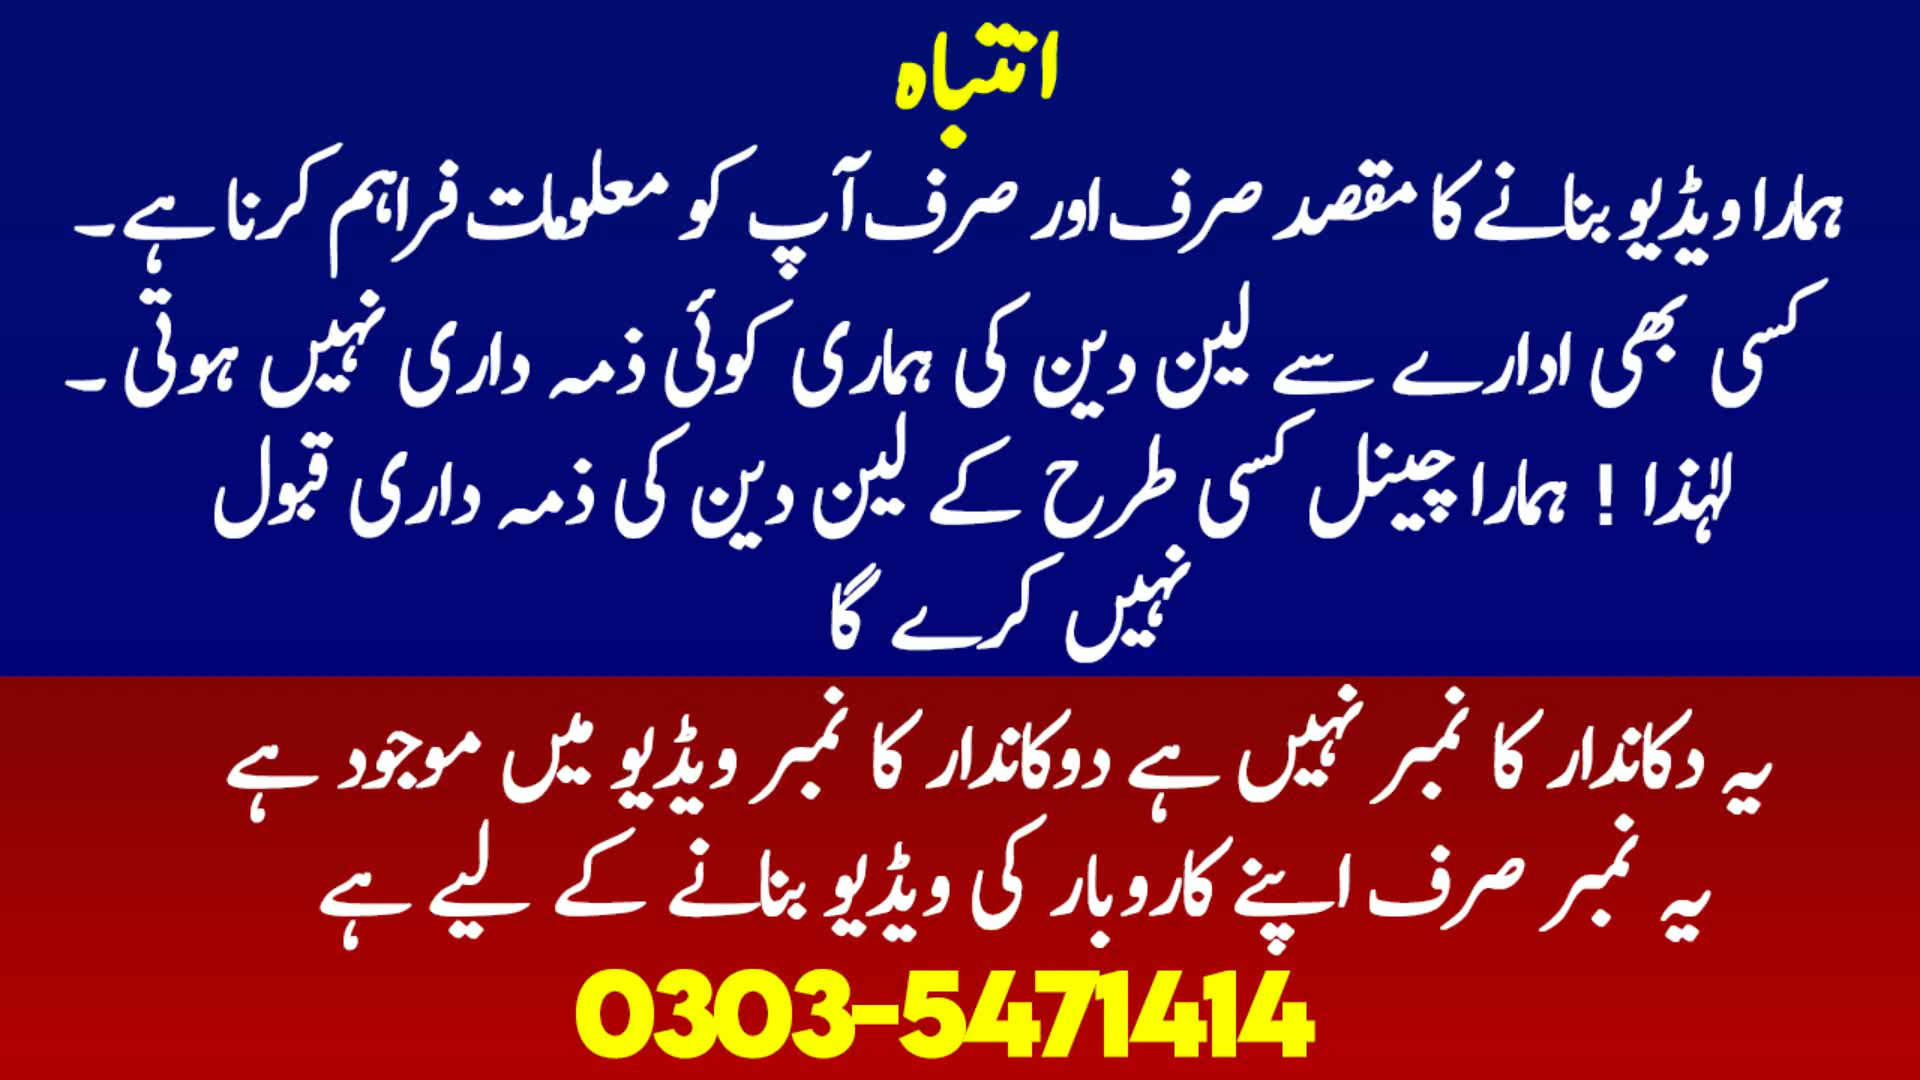 انتباہ
ہمارا ویڈیو بنانے کا مقصد صرف اور صرف آپ کو معلومات فراہم کرنا ہے۔
کسی بھی ادارے سے لین دین کی ہماری کوئی ذمہ داری نہیں ہوتی ۔
لہٰذا ! ہمارا چینل کسی طرح کے لین دین کی ذمہ داری قبول
نہیں کرے گا
یہ دکاندار کا نمبر نہیں ہے دوکاندار کا نمبر ویڈیو میں موجود ہے
یہ نمبر صرف اپنے کاروبار کی ویڈیو بنانے کے لیے ہے
0303-5471414